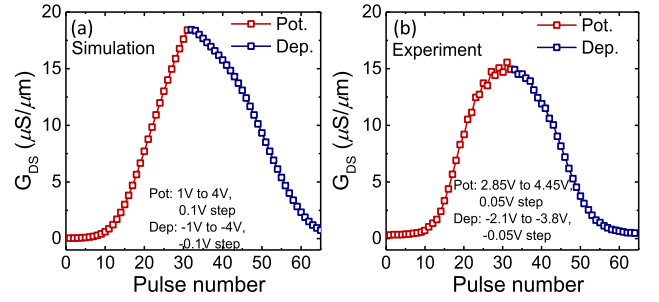 (a)
Simulation
Pot.
Dep.
Pot: 1V to 4V,
0.1V step
Dep: -1V to -4V,
-0.1V step
20
15
10
5
0
0 10 20 30 40 50 60
G_DS (μS/μm)
Pulse number
(b)
Experiment
Pot.
Dep.
Pot: 2.85V to 4.45V,
0.05V step
Dep: -2.1V to -3.8V,
-0.05V step
20
15
10
5
0
0 10 20 30 40 50 60
G_DS (μS/μm)
Pulse number